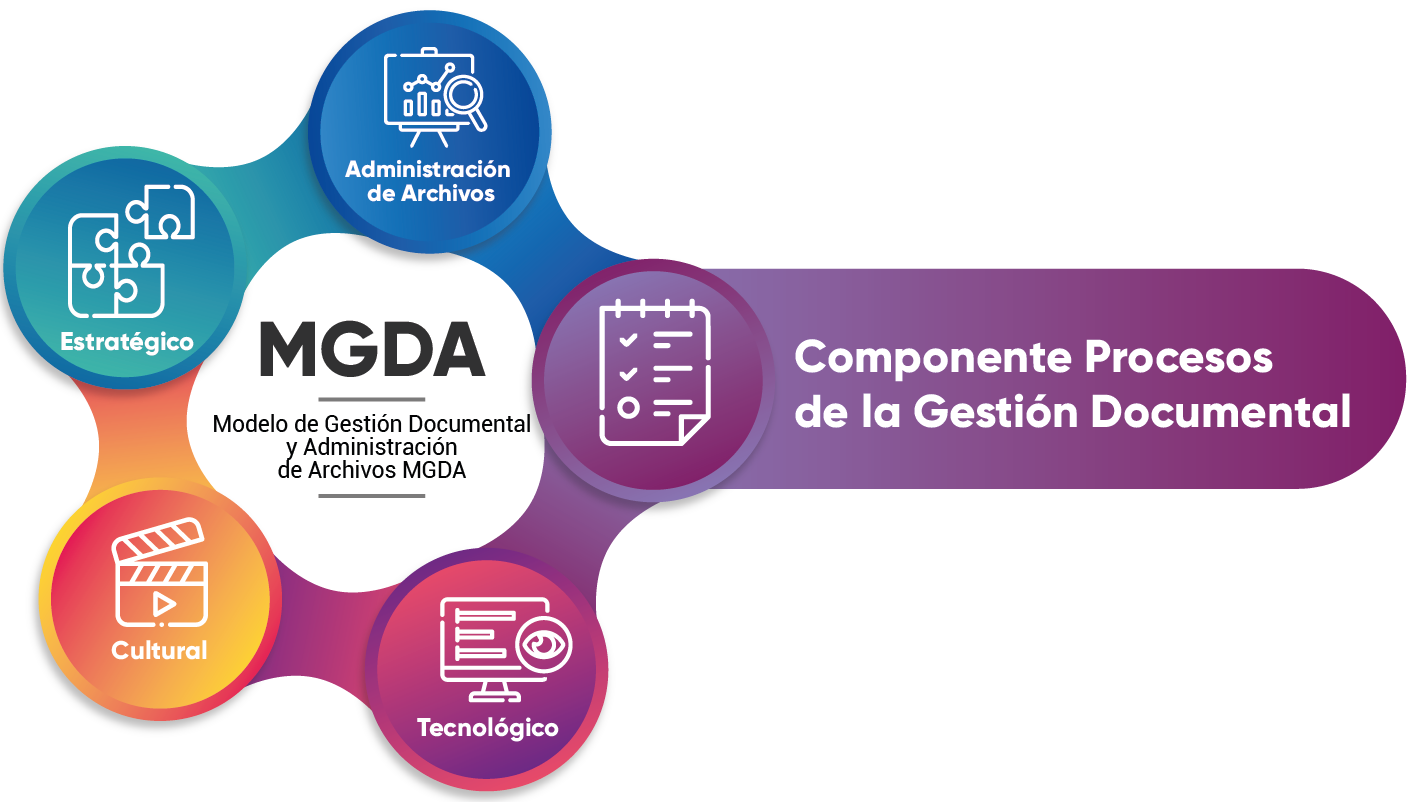 Administración
de Archivos
Estratégico
MGDA
Modelo de Gestión Documental
y Administración
de Archivos MGDA
Componente Procesos
de la Gestión Documental
Cultural
Tecnológico